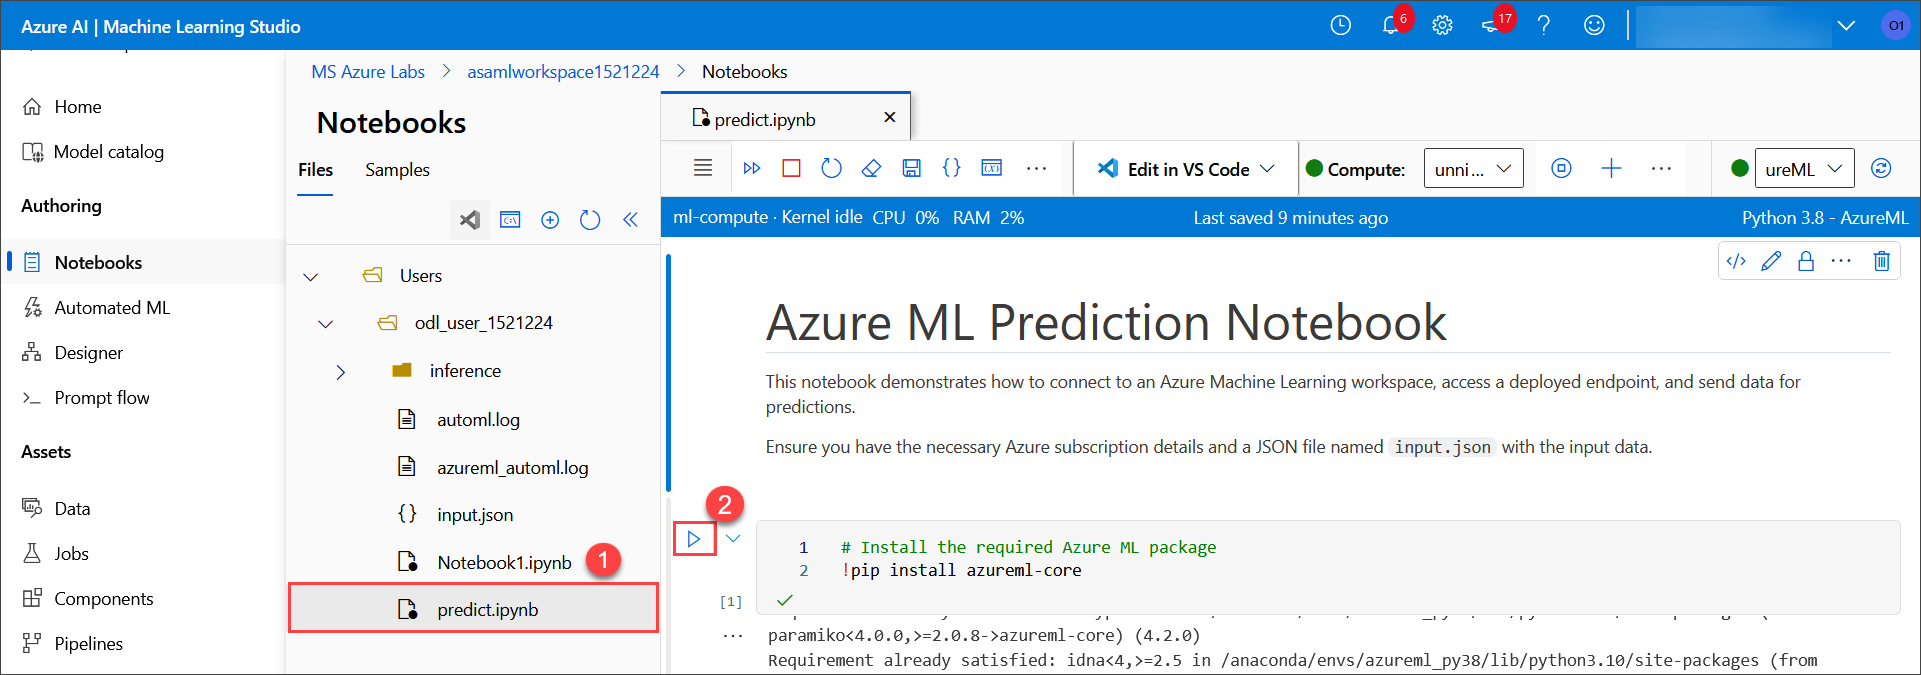 Azure AI | Machine Learning Studio
6
17
O1
Home
Model catalog
Authoring
Notebooks
Automated ML
Designer
Prompt flow
Assets
Data
Jobs
Components
Pipelines
MS Azure Labs > asamlworkspace1521224 > Notebooks
Notebooks
Files Samples
Users
odl_user_1521224
inference
automl.log
azureml_automl.log
{} input.json
Notebook1.ipynb
1
predict.ipynb
predict.ipynb ×
{} ··· Edit in VS Code Compute: unni ... ··· ureML
ml-compute · Kernel idle CPU 0% RAM 2% Last saved 9 minutes ago Python 3.8 - AzureML
</> ···
Azure ML Prediction Notebook
This notebook demonstrates how to connect to an Azure Machine Learning workspace, access a deployed endpoint, and send data for
predictions.
Ensure you have the necessary Azure subscription details and a JSON file named input.json with the input data.
2
1 # Install the required Azure ML package
2 !pip install azureml-core
[1]
···
paramiko<4.0.0,>=2.0.8->azureml-core) (4.2.0)
Requirement already satisfied: idna<4,>=2.5 in /anaconda/envs/azureml_py38/lib/python3.10/site-packages (from